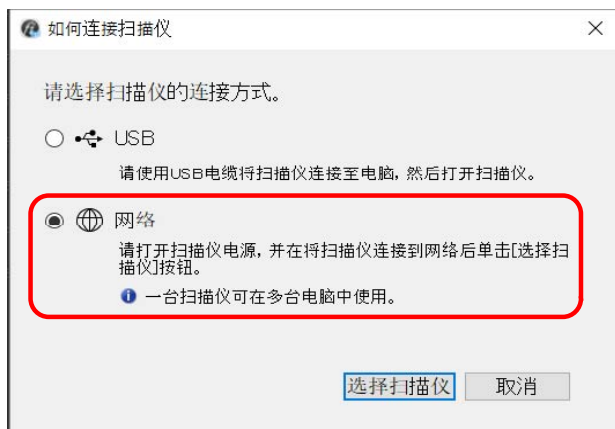 如何连接扫描仪
请选择扫描仪的连接方式。
USB
请使用USB电缆将扫描仪连接至电脑, 然后打开扫描仪。
网络
请打开扫描仪电源, 并在将扫描仪连接到网络后单击[选择扫
描仪]按钮。
一台扫描仪可在多台电脑中使用。
选择扫描仪 取消